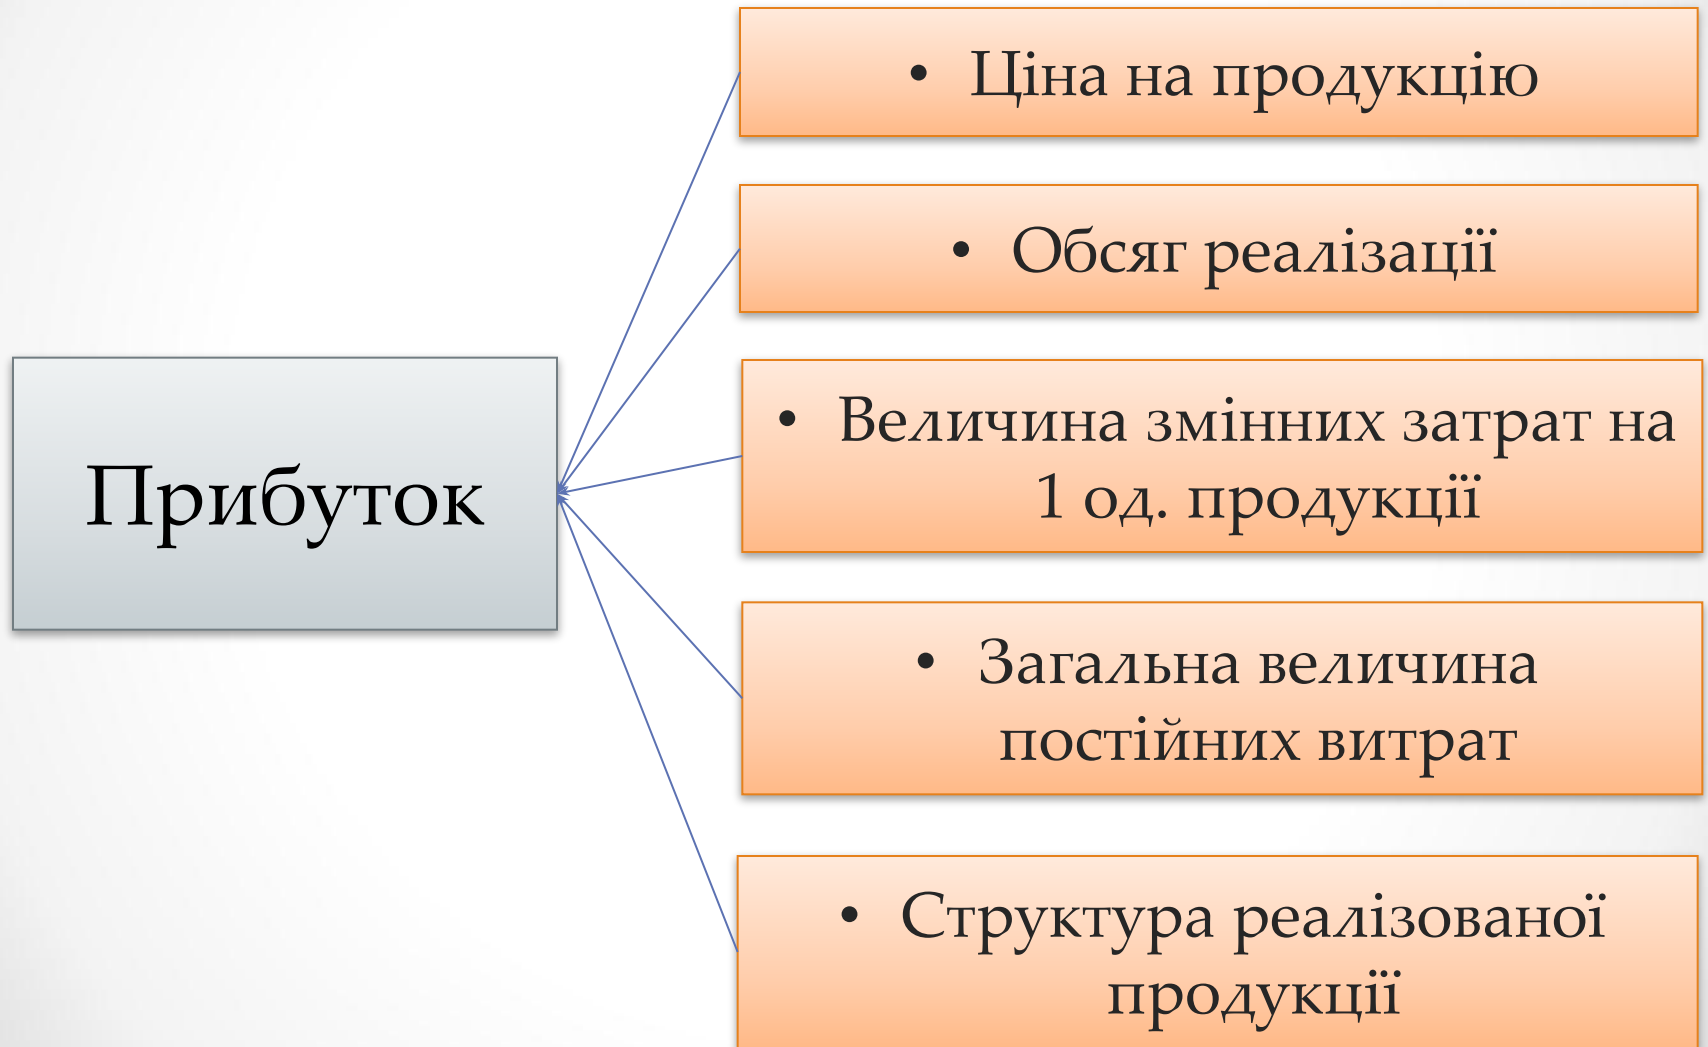 Прибуток
• Ціна на продукцію
• Обсяг реалізації
• Величина змінних затрат на
1 од. продукції
• Загальна величина
постійних витрат
• Структура реалізованої
продукції